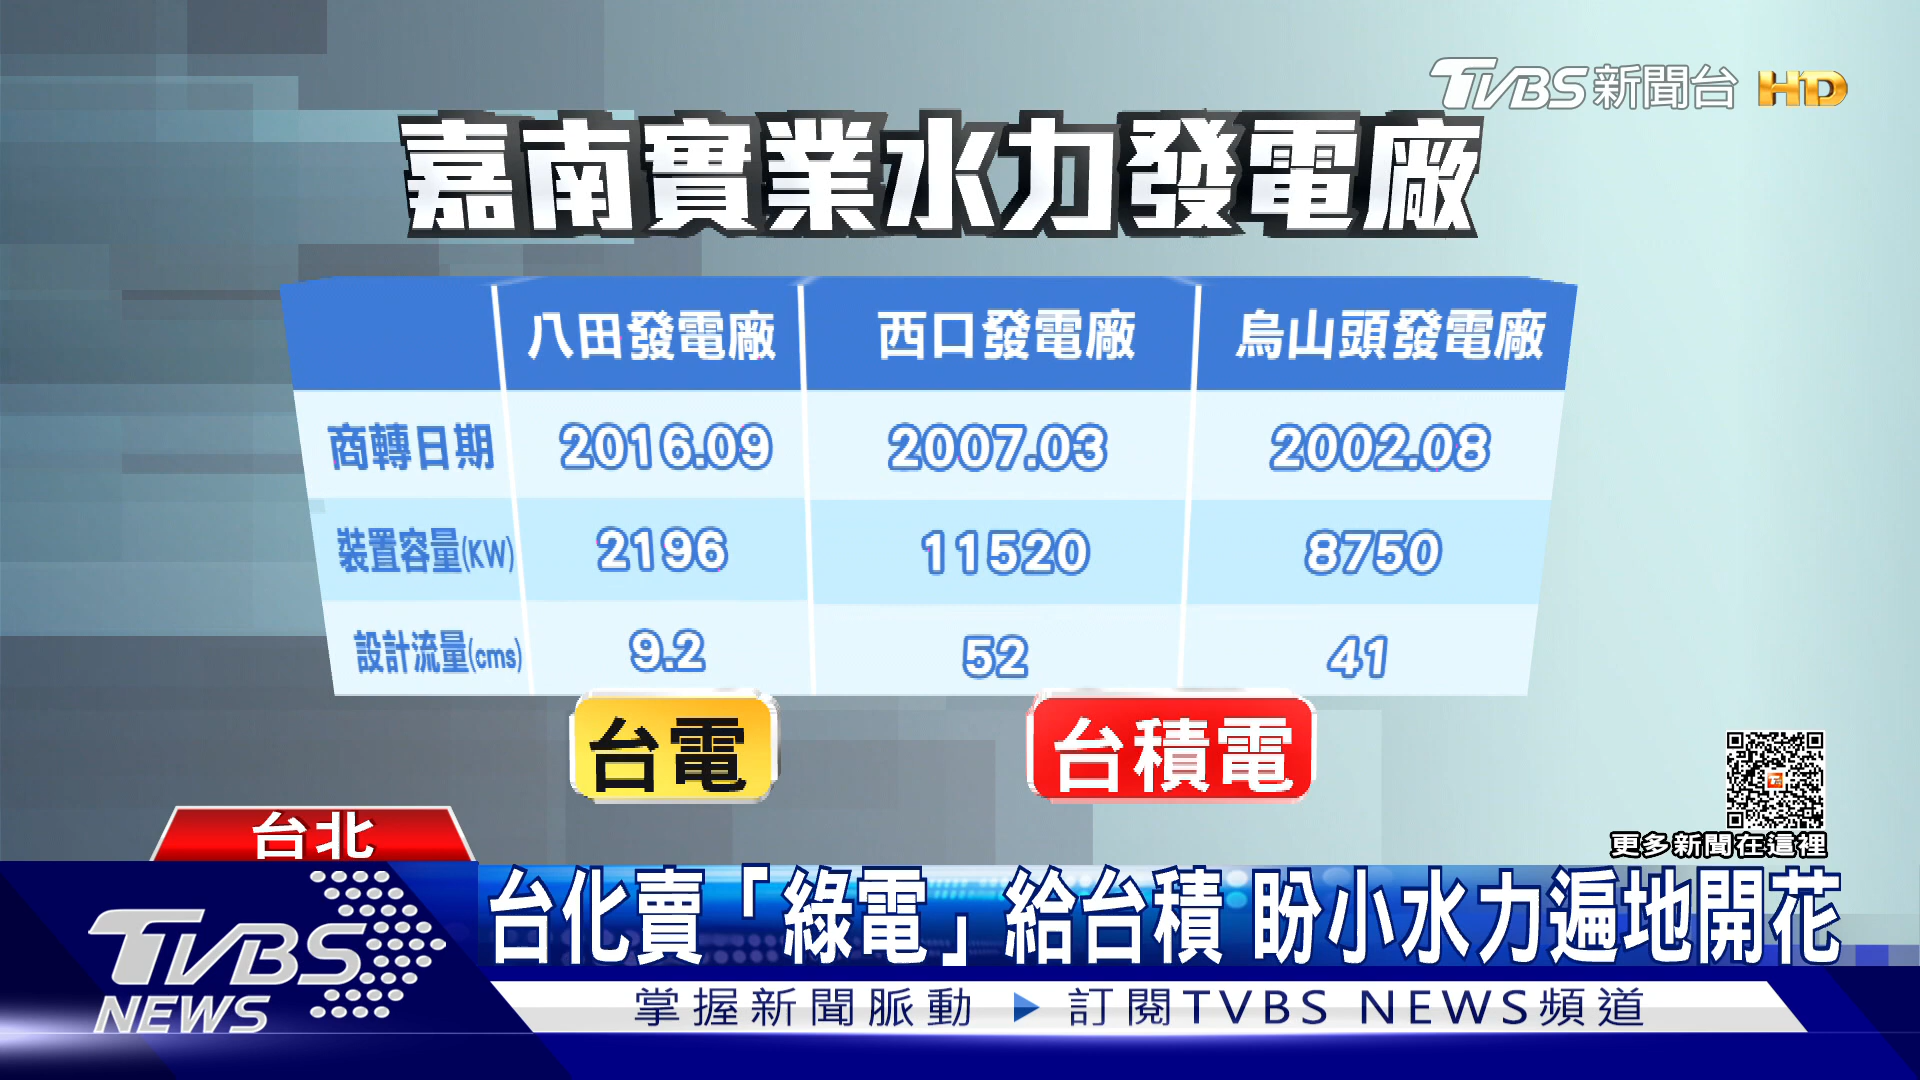 TVBS新聞台 HD
嘉南實業水力發電廠
八田發電廠 西口發電廠 烏山頭發電廠
商轉日期 2016.09 2007.03 2002.08
裝置容量(KW) 2196 11520 8750
設計流量(cms) 9.2 52 41
台電 台積電
更多新聞在這裡
台北
台化賣「綠電」給台積 盼小水力遍地開花
TVBS NEWS
掌握新聞脈動 ▶ 訂閱TVBS NEWS頻道